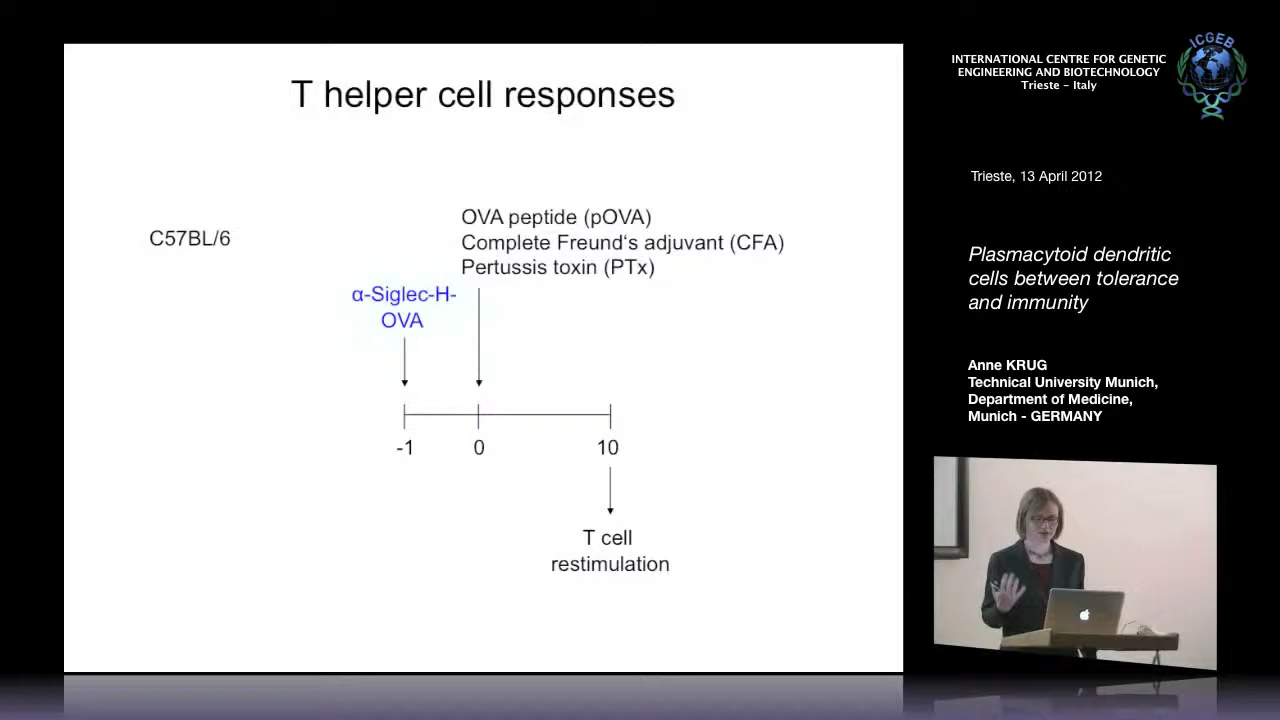 T helper cell responses
C57BL/6
OVA peptide (pOVA)
Complete Freund‘s adjuvant (CFA)
Pertussis toxin (PTx)
α-Siglec-H-
OVA
-1
0
10
T cell
restimulation
ICGEB
INTERNATIONAL CENTRE FOR GENETIC
ENGINEERING AND BIOTECHNOLOGY
Trieste – Italy
Trieste, 13 April 2012
Plasmacytoid dendritic
cells between tolerance
and immunity
Anne KRUG
Technical University Munich,
Department of Medicine,
Munich - GERMANY